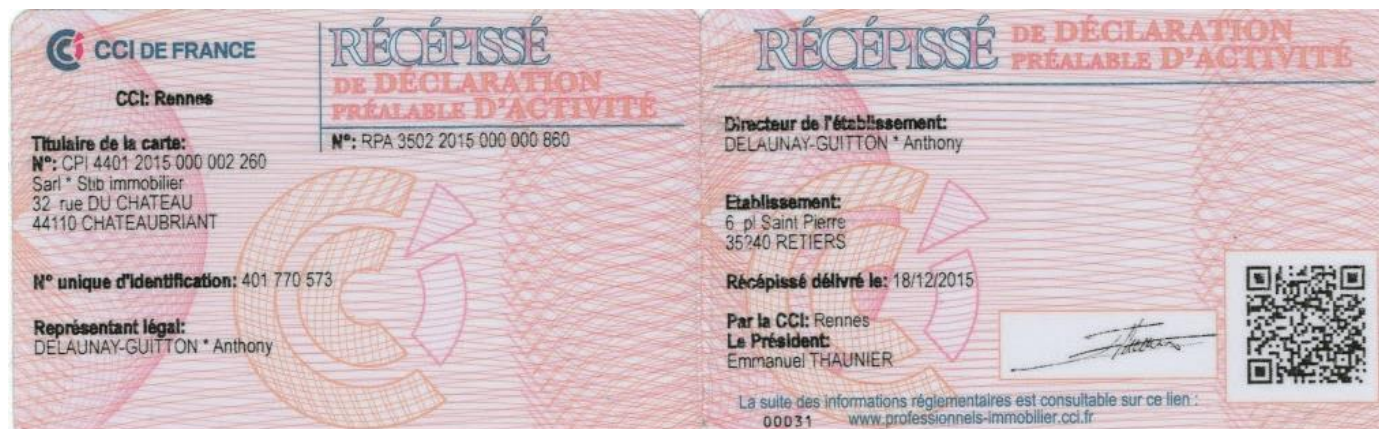 CCI DE FRANCE
CCI: Rennes
RÉCÉPISSÉ
DE DÉCLARATION
PRÉALABLE D'ACTIVITÉ
N°: RPA 3502 2015 000 000 860
Titulaire de la carte:
N°: CPI 4401 2015 000 002 260
Sarl * Stib immobilier
32 rue DU CHATEAU
44110 CHATEAUBRIANT
N° unique d'identification: 401 770 573
Représentant légal:
DELAUNAY-GUITTON * Anthony
RÉCÉPISSÉ DE DÉCLARATION
PRÉALABLE D'ACTIVITÉ
Directeur de l'établissement:
DELAUNAY-GUITTON * Anthony
Etablissement:
6 pl Saint Pierre
35240 RETIERS
Récépissé délivré le: 18/12/2015
Par la CCI: Rennes
Le Président:
Emmanuel THAUNIER
La suite des informations réglementaires est consultable sur ce lien :
00031 www.professionnels-immobilier.cci.fr